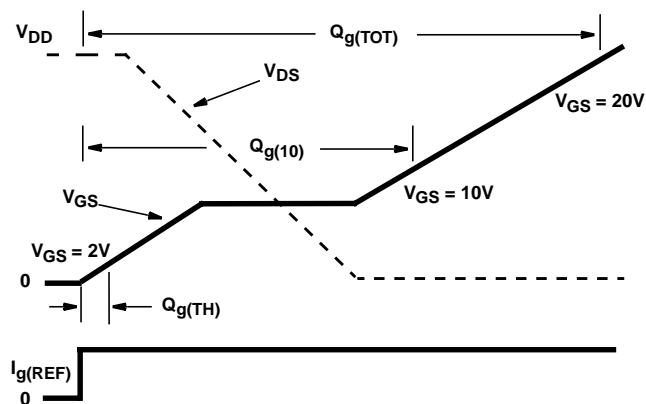 V_DD
Q_g(TOT)
V_DS
V_GS = 20V
Q_g(10)
V_GS
V_GS = 10V
V_GS = 2V
0
Q_g(TH)
I_g(REF)
0